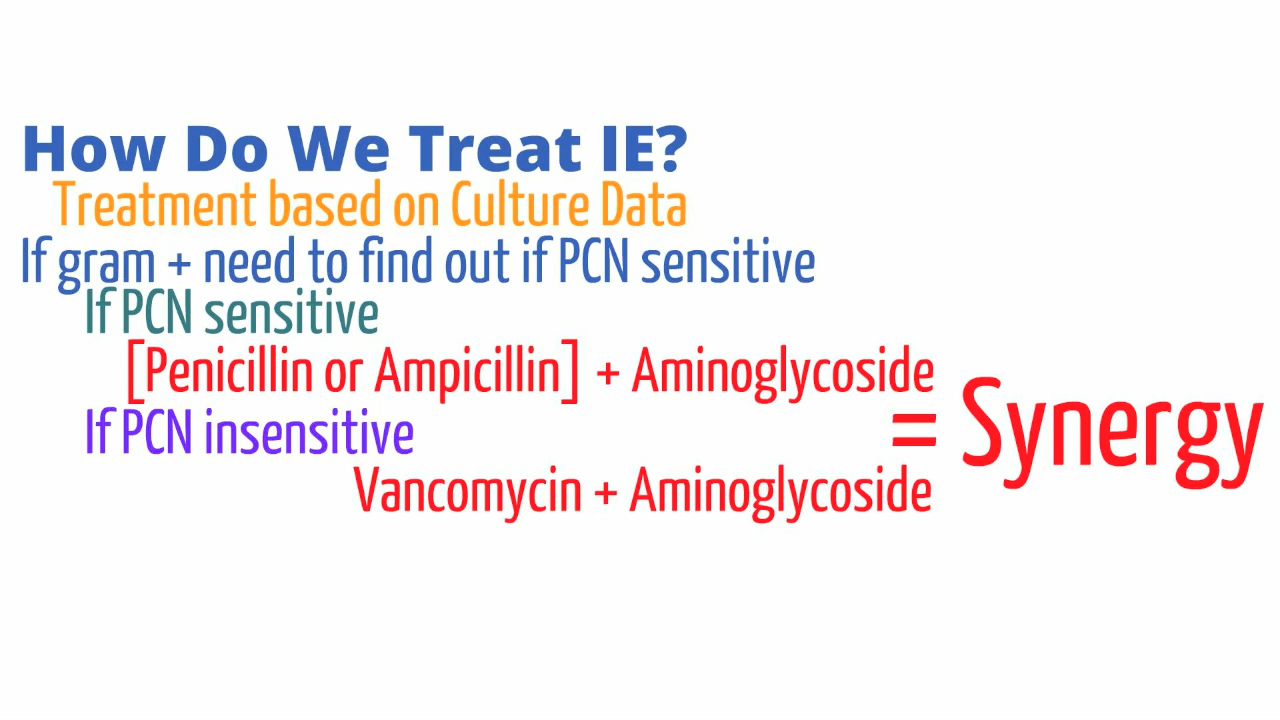 How Do We Treat IE?
Treatment based on Culture Data
If gram + need to find out if PCN sensitive
If PCN sensitive
[Penicillin or Ampicillin] + Aminoglycoside
= Synergy
If PCN insensitive
Vancomycin + Aminoglycoside